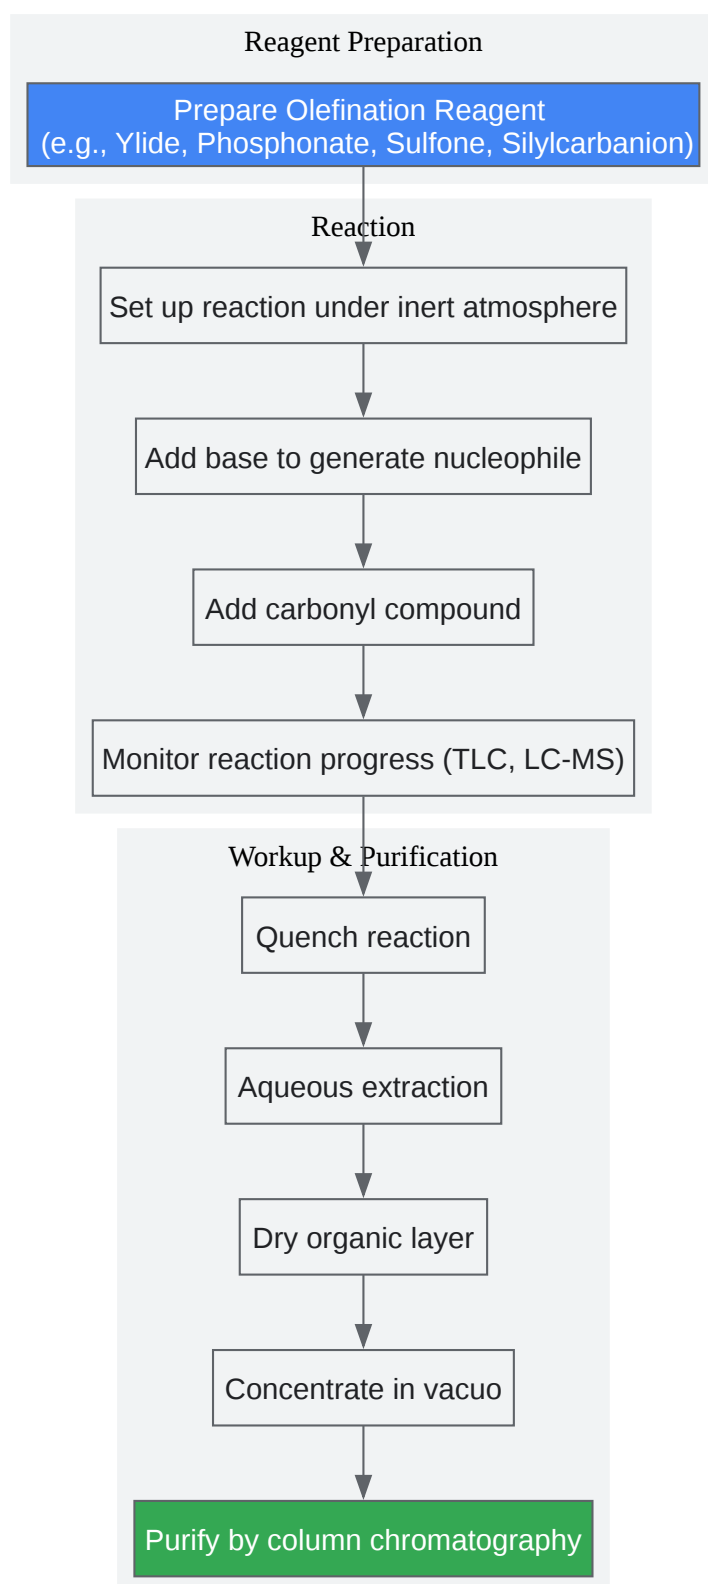 Reagent Preparation
Prepare Olefination Reagent
(e.g., Ylide, Phosphonate, Sulfone, Silylcarbanion)
Reaction
Set up reaction under inert atmosphere
Add base to generate nucleophile
Add carbonyl compound
Monitor reaction progress (TLC, LC-MS)
Workup & Purification
Quench reaction
Aqueous extraction
Dry organic layer
Concentrate in vacuo
Purify by column chromatography